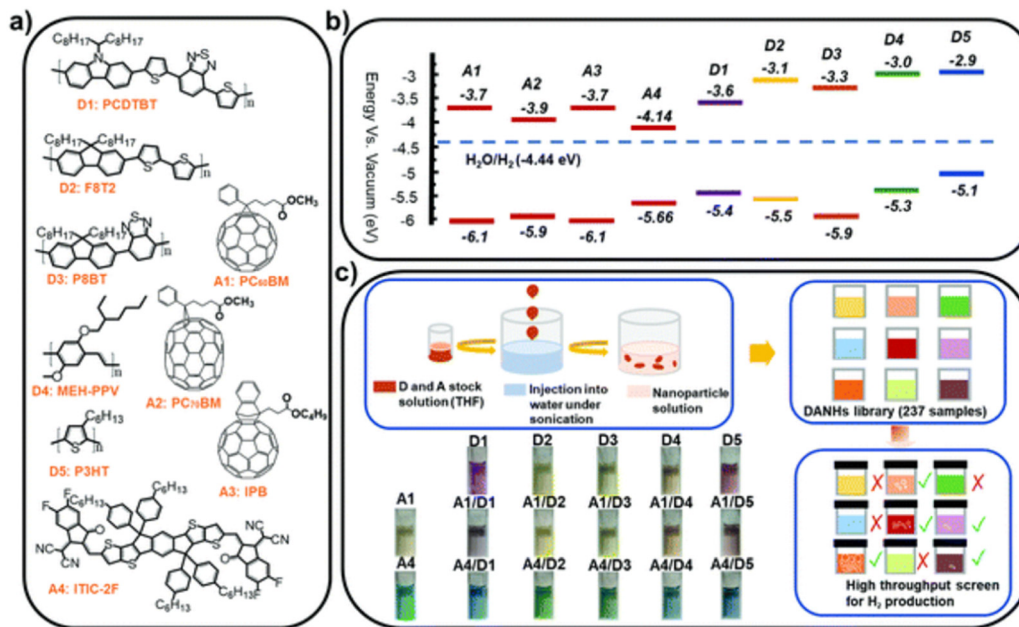 a)
C8H17 C8H17
N
N S N
S
S
n
D1: PCDTBT
C8H17 C8H17
S
S
n
D2: F8T2
C8H17 C8H17
N S N
n
D3: P8BT
OCH3
O
A1: PC60BM
O
O
n
D4: MEH-PPV
OCH3
O
A2: PC70BM
C6H13
S
n
D5: P3HT
OC4H9
O
A3: IPB
F
F
C6H13
C6H13
O
NC
CN
S
S
S
S
CN
CN
O
F
F
C6H13
C6H13
A4: ITIC-2F
b)
Energy Vs. Vacuum (eV)
-3
-3.5
-4
-4.5
-5
-5.5
-6
A1
-3.7
A2
-3.9
A3
-3.7
A4
-4.14
D1
-3.6
D2
-3.1
D3
-3.3
D4
-3.0
D5
-2.9
H2O/H2 (-4.44 eV)
-6.1
-5.9
-6.1
-5.66
-5.4
-5.5
-5.9
-5.3
-5.1
c)
D and A stock
solution (THF)
Injection into
water under
sonication
Nanoparticle
solution
DANHs library (237 samples)
D1 D2 D3 D4 D5
A1 A1/D1 A1/D2 A1/D3 A1/D4 A1/D5
A4 A4/D1 A4/D2 A4/D3 A4/D4 A4/D5
High throughput screen
for H2 production